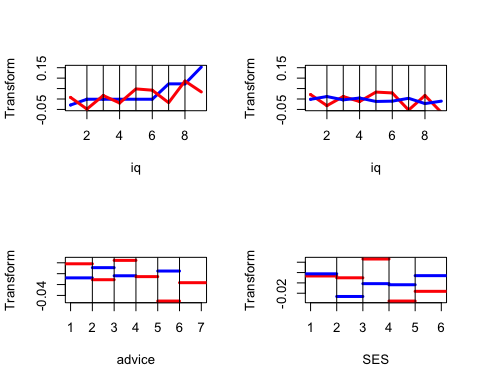 Transform
0.15
-0.05
2 4 6 8
iq
Transform
0.15
-0.05
2 4 6 8
iq
Transform
-0.04
1 2 3 4 5 6 7
advice
Transform
-0.02
1 2 3 4 5 6
SES